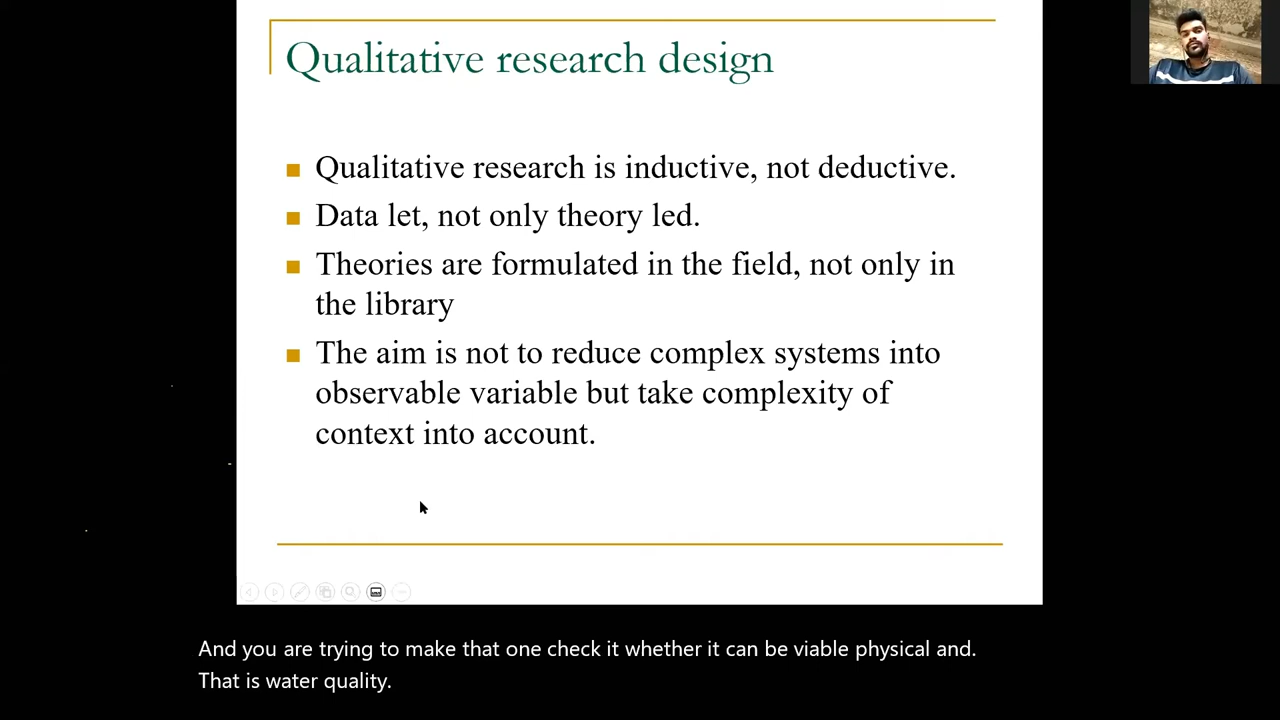 Qualitative research design
Qualitative research is inductive, not deductive.
Data let, not only theory led.
Theories are formulated in the field, not only in
the library
The aim is not to reduce complex systems into
observable variable but take complexity of
context into account.
And you are trying to make that one check it whether it can be viable physical and.
That is water quality.